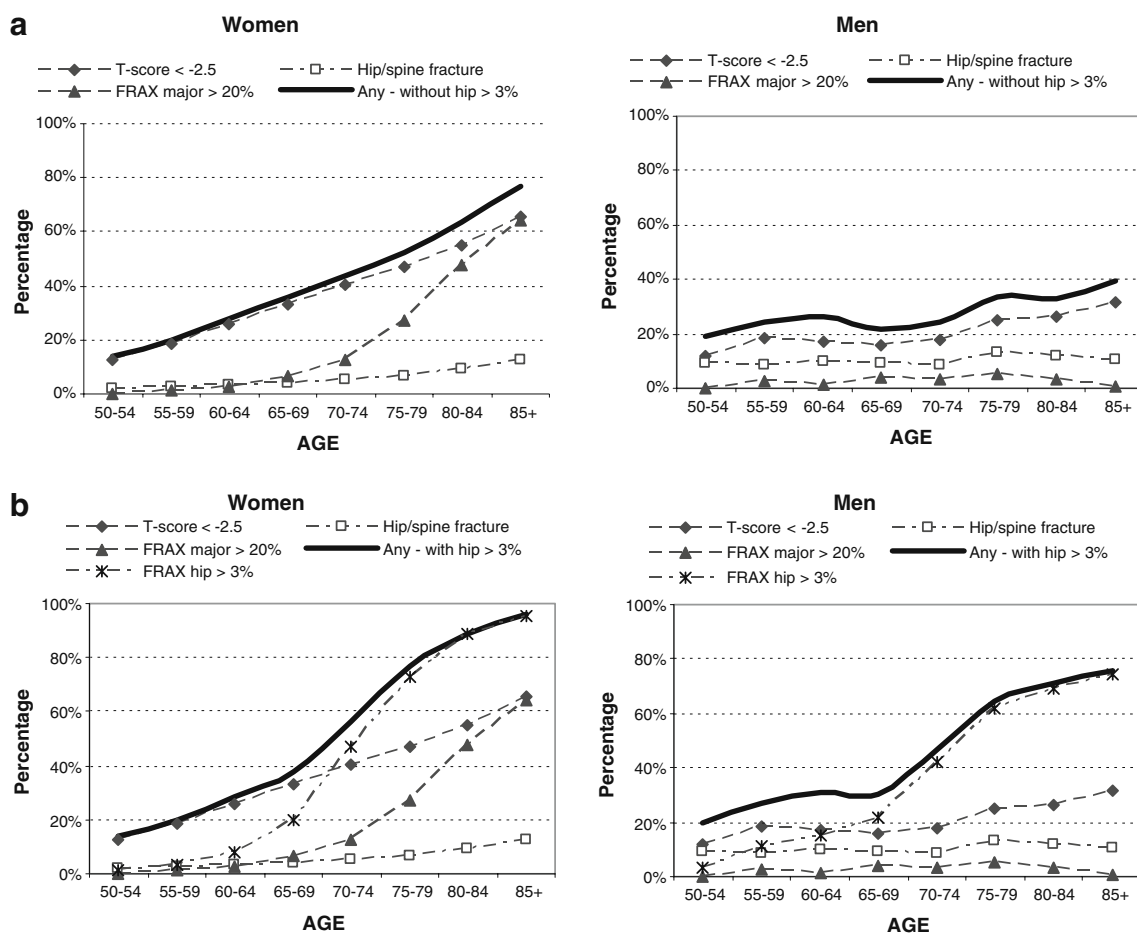 a
Women
T-score < -2.5
Hip/spine fracture
FRAX major > 20%
Any - without hip > 3%
100%
80%
60%
40%
20%
0%
Percentage
50-54 55-59 60-64 65-69 70-74 75-79 80-84 85+
AGE
Men
T-score < -2.5
Hip/spine fracture
FRAX major > 20%
Any - without hip > 3%
100%
80%
60%
40%
20%
0%
Percentage
50-54 55-59 60-64 65-69 70-74 75-79 80-84 85+
AGE
b
Women
T-score < -2.5
Hip/spine fracture
FRAX major > 20%
Any - with hip > 3%
FRAX hip > 3%
100%
80%
60%
40%
20%
0%
Percentage
50-54 55-59 60-64 65-69 70-74 75-79 80-84 85+
AGE
Men
T-score < -2.5
Hip/spine fracture
FRAX major > 20%
Any - with hip > 3%
FRAX hip > 3%
100%
80%
60%
40%
20%
0%
Percentage
50-54 55-59 60-64 65-69 70-74 75-79 80-84 85+
AGE